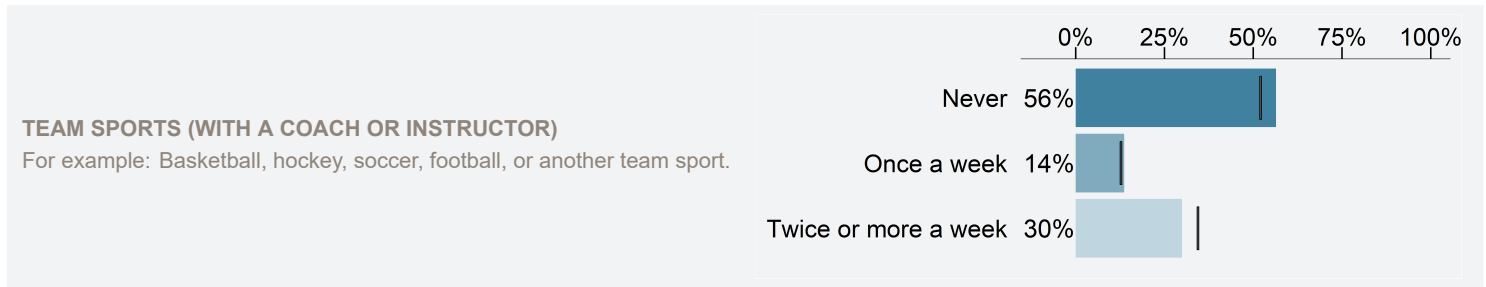 TEAM SPORTS (WITH A COACH OR INSTRUCTOR)
For example: Basketball, hockey, soccer, football, or another team sport.
0% 25% 50% 75% 100%
Never 56%
Once a week 14%
Twice or more a week 30%